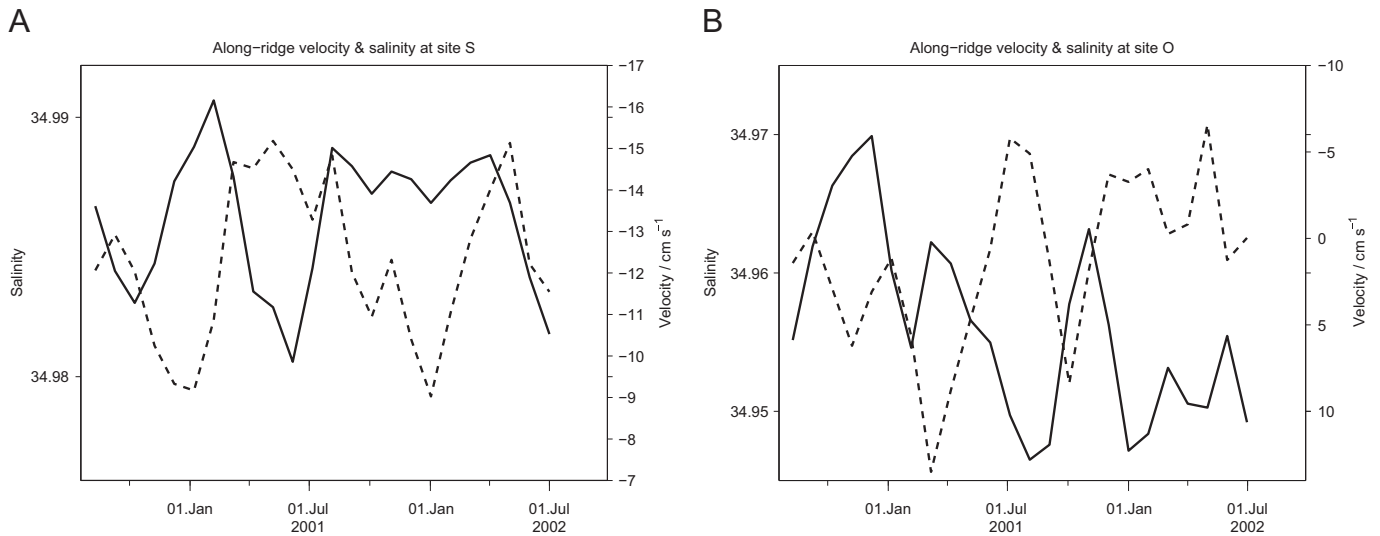 A
Along−ridge velocity & salinity at site S
Salinity
34.99
34.98
−17
−16
−15
−14
−13
−12
−11
−10
−9
−8
−7
Velocity / cm s⁻¹
01.Jan
01.Jul
01.Jan
01.Jul
2001
2002
B
Along−ridge velocity & salinity at site O
Salinity
34.97
34.96
34.95
−10
−5
0
5
10
Velocity / cm s⁻¹
01.Jan
01.Jul
01.Jan
01.Jul
2001
2002